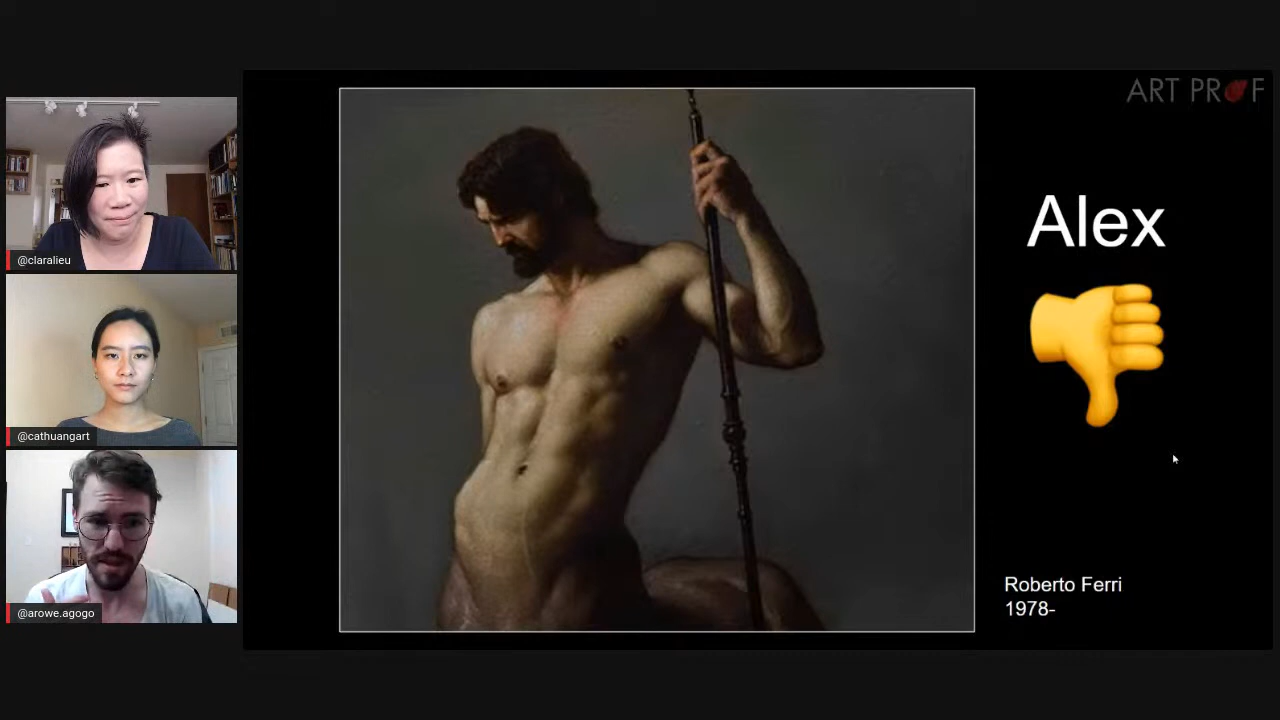 ART PROF
@claralieu
@cathuangart
@arowe.agogo
Alex
Roberto Ferri
1978-